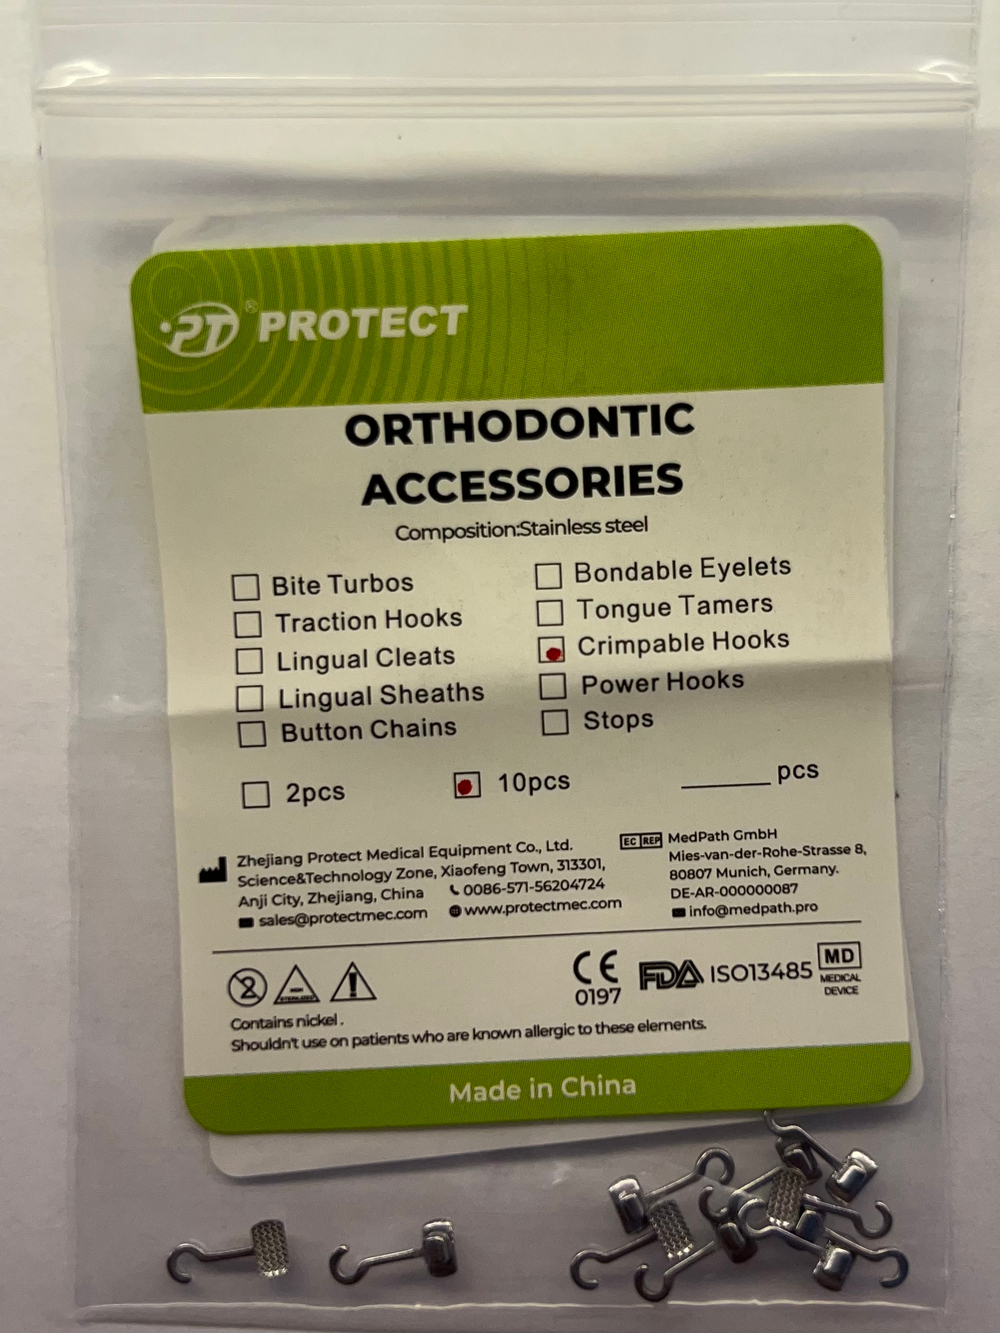 PT® PROTECT
ORTHODONTIC
ACCESSORIES
Composition:Stainless steel
Bite Turbos
Traction Hooks
Lingual Cleats
Lingual Sheaths
Button Chains
Bondable Eyelets
Tongue Tamers
Crimpable Hooks
Power Hooks
Stops
2pcs
10pcs
______ pcs
Zhejiang Protect Medical Equipment Co., Ltd.
Science&Technology Zone, Xiaofeng Town, 313301,
Anji City, Zhejiang, China 0086-571-56204724
sales@protectmec.com www.protectmec.com
EC REP MedPath GmbH
Mies-van-der-Rohe-Strasse 8,
80807 Munich, Germany.
DE-AR-000000087
info@medpath.pro
2
NON
STERILIZED
CE
0197
FDA ISO13485
MD
MEDICAL
DEVICE
Contains nickel .
Shouldn't use on patients who are known allergic to these elements.
Made in China